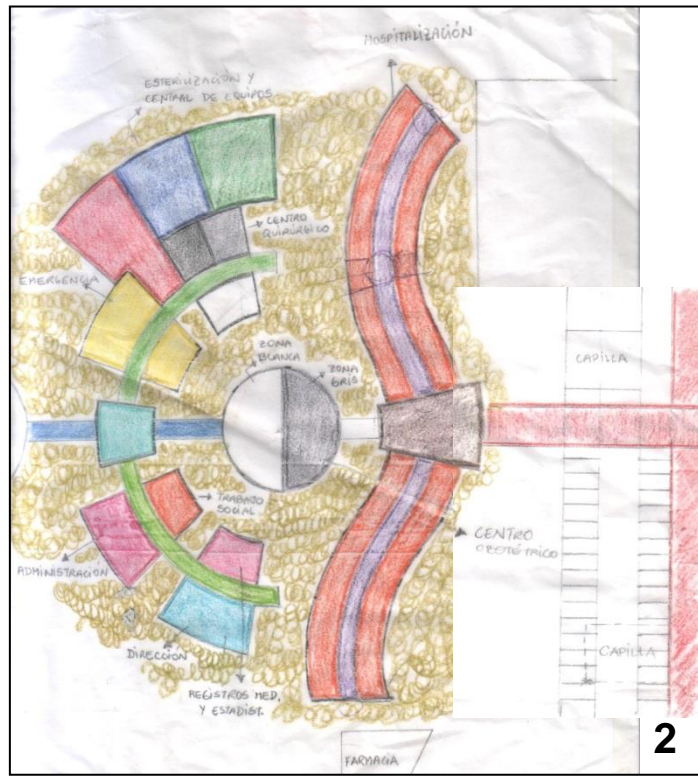 HOSPITALIZACIÓN
ESTERILIZACIÓN Y
CENTRAL DE EQUIPOS
CENTRO
QUIRÚRGICO
EMERGENCIA
ZONA
BLANCA
ZONA
GRIS
CAPILLA
TRABAJO
SOCIAL
CENTRO
OBSTÉTRICO
ADMINISTRACIÓN
DIRECCIÓN
CAPILLA
REGISTROS MED.
Y ESTADIST.
FARMACIA
2